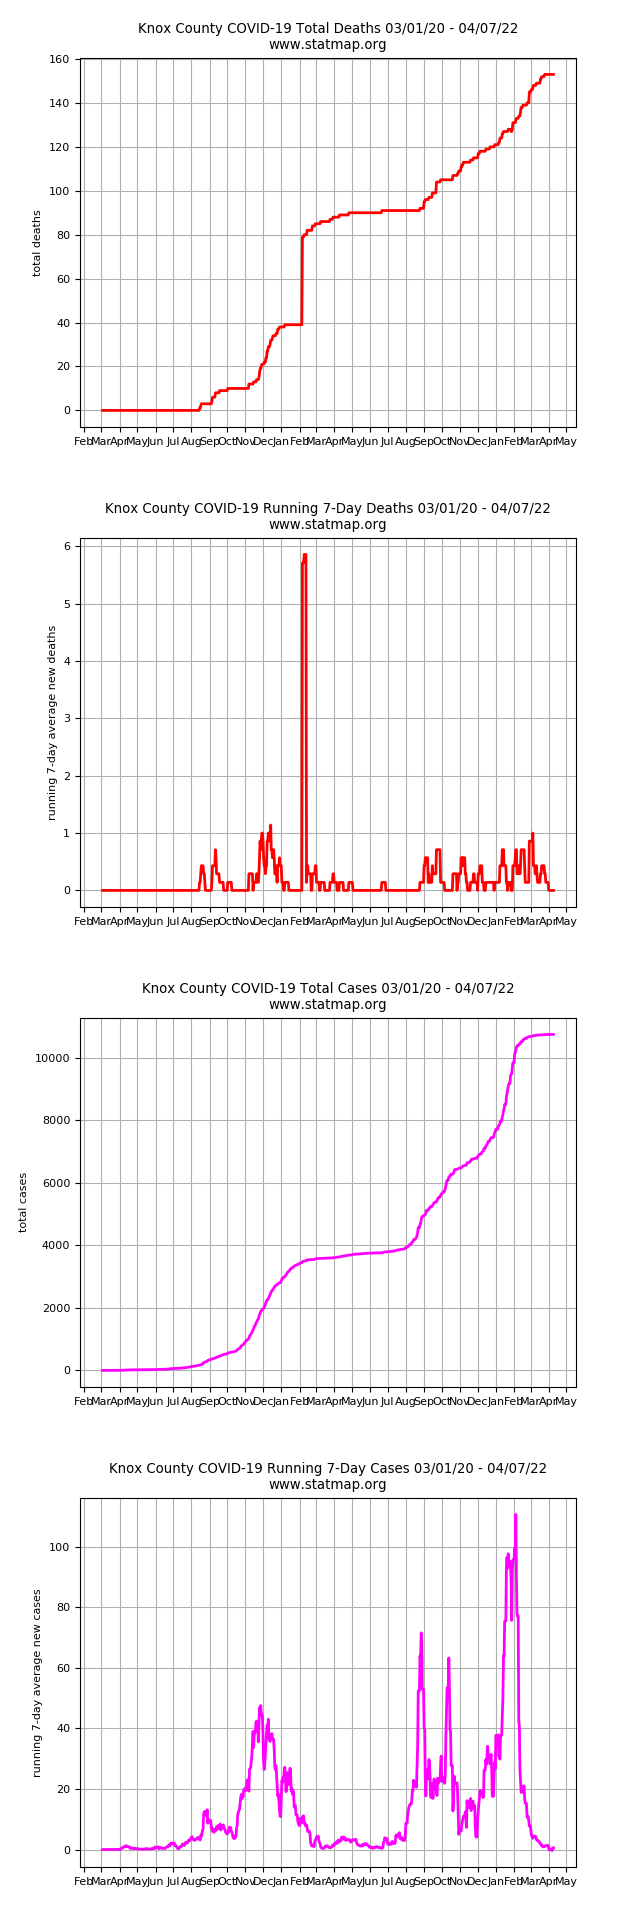 Knox County COVID-19 Total Deaths 03/01/20 - 04/07/22
www.statmap.org
160
140
120
100
80
60
40
20
0
total deaths
Feb Mar Apr May Jun Jul Aug Sep Oct Nov Dec Jan Feb Mar Apr May Jun Jul Aug Sep Oct Nov Dec Jan Feb Mar Apr May
Knox County COVID-19 Running 7-Day Deaths 03/01/20 - 04/07/22
www.statmap.org
6
5
4
3
2
1
0
running 7-day average new deaths
Feb Mar Apr May Jun Jul Aug Sep Oct Nov Dec Jan Feb Mar Apr May Jun Jul Aug Sep Oct Nov Dec Jan Feb Mar Apr May
Knox County COVID-19 Total Cases 03/01/20 - 04/07/22
www.statmap.org
10000
8000
6000
4000
2000
0
total cases
Feb Mar Apr May Jun Jul Aug Sep Oct Nov Dec Jan Feb Mar Apr May Jun Jul Aug Sep Oct Nov Dec Jan Feb Mar Apr May
Knox County COVID-19 Running 7-Day Cases 03/01/20 - 04/07/22
www.statmap.org
100
80
60
40
20
0
running 7-day average new cases
Feb Mar Apr May Jun Jul Aug Sep Oct Nov Dec Jan Feb Mar Apr May Jun Jul Aug Sep Oct Nov Dec Jan Feb Mar Apr May